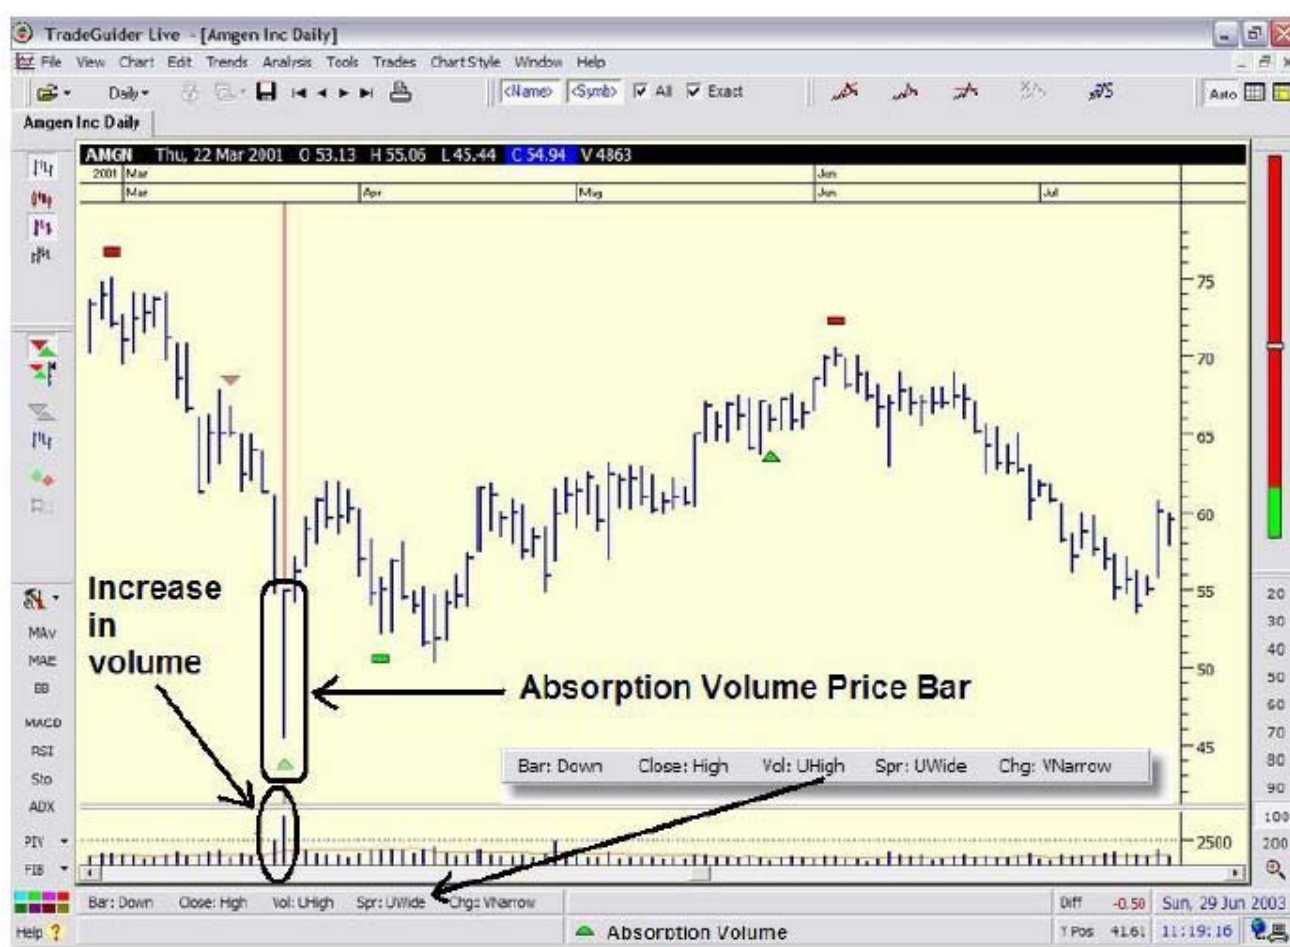 TradeGuider Live - [Amgen Inc Daily]
File View Chart Edit Trends Analysis Tools Trades ChartStyle Window Help
Daily <Name> <Symb> All Exact Auto
Amgen Inc Daily
AMGN Thu, 22 Mar 2001 O 53.13 H 55.06 L 45.44 C 54.94 V 4863
2001 Mar Jun
Mar Apr May Jun Jul
75
70
65
60
55
50
45
2500
Increase
in
volume
Absorption Volume Price Bar
Bar: Down Close: High Vol: UHigh Spr: UWide Chg: VNarrow
MAv
MAE
BB
MACD
RSI
Sto
ADX
PIV
FIB
20
30
40
50
60
70
80
90
100
200
Bar: Down Close: High Vol: UHigh Spr: UWide Chg: VNarrow Diff -0.50 Sun, 29 Jun 2003
Help ? Absorption Volume Y Pos 41.61 11:19:16